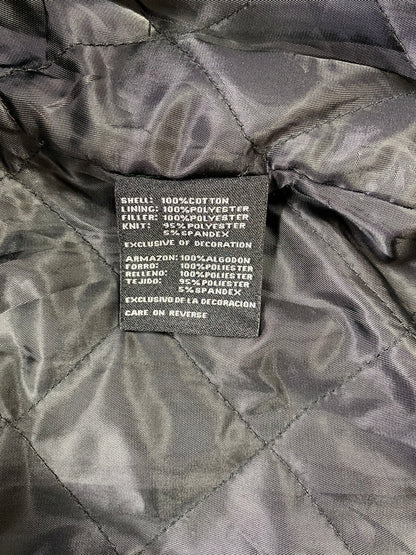 SHELL: 100%COTTON
LINING: 100%POLYESTER
FILLER: 100%POLYESTER
KNIT: 95%POLYESTER
5%SPANDEX
EXCLUSIVE OF DECORATION
ARMAZON: 100%ALGODON
FORRO: 100%POLIESTER
RELLENO: 100%POLIESTER
TEJIDO: 95%POLIESTER
5%SPANDEX
EXCLUSIVO DE LA DECORACION
CARE ON REVERSE